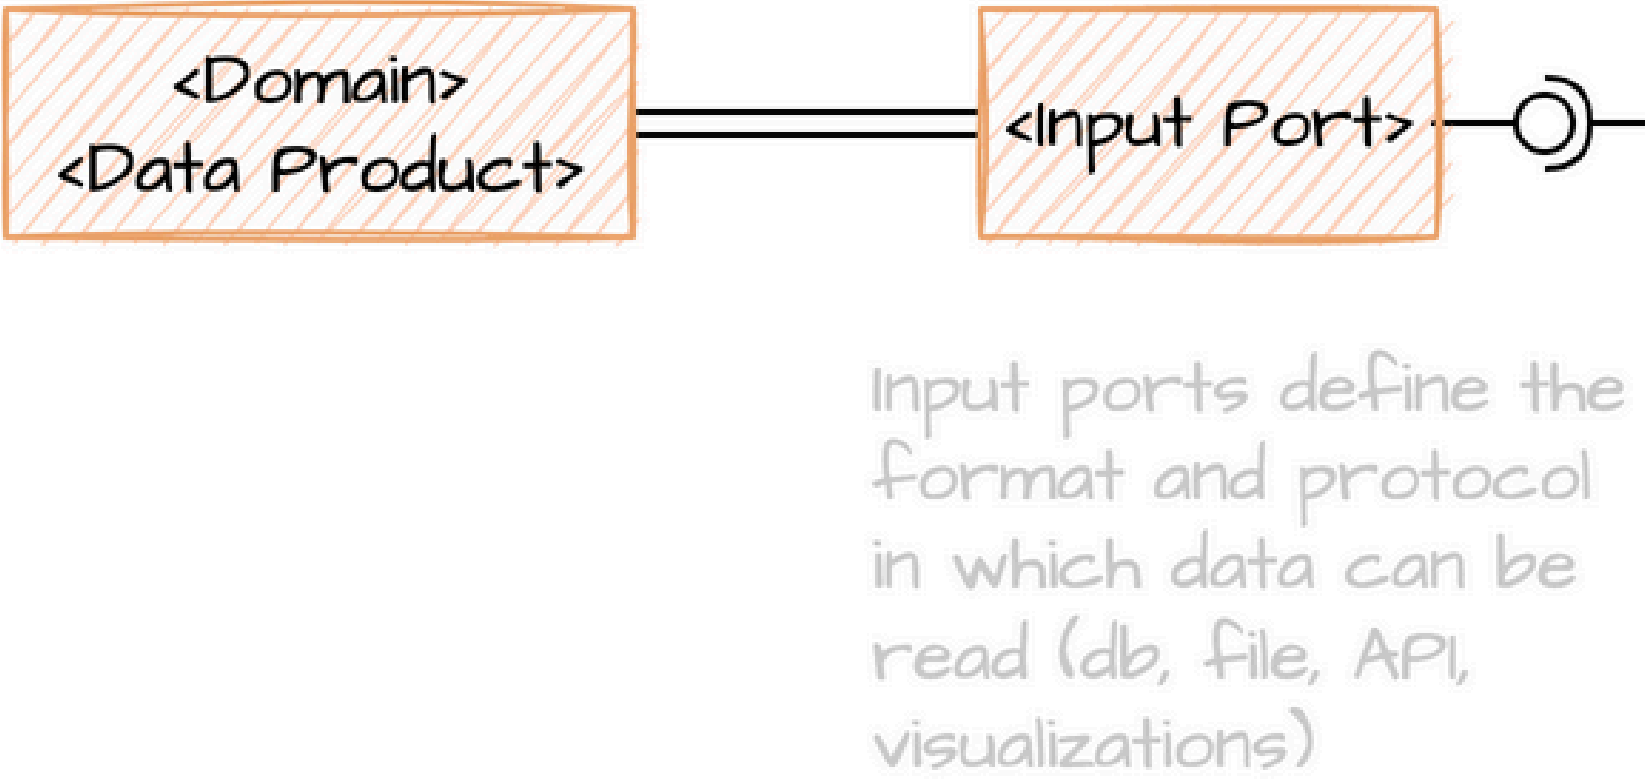 <Domain>
<Data Product>
<Input Port>
Input ports define the
format and protocol
in which data can be
read (db, file, API,
visualizations)